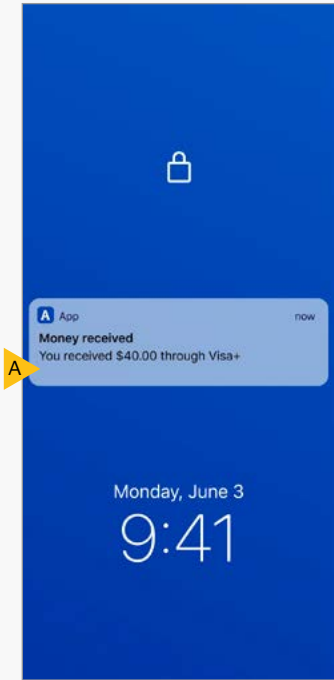 A App now
Money received
You received $40.00 through Visa+
A
Monday, June 3
9:41